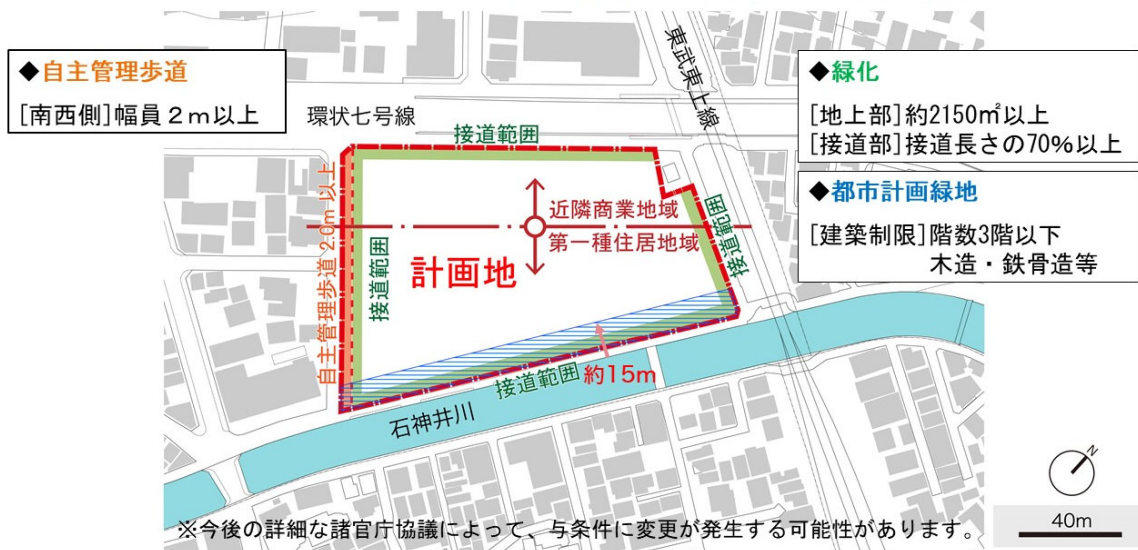 ◆自主管理歩道
[南西側]幅員２ｍ以上
環状七号線
東武東上線
◆緑化
[地上部]約2150㎡以上
[接道部]接道長さの70％以上
◆都市計画緑地
[建築制限]階数3階以下
木造・鉄骨造等
接道範囲
近隣商業地域
第一種住居地域
接道範囲
自主管理歩道 2.0m 以上
接道範囲
計画地
約15m
接道範囲
石神井川
N
40m
※今後の詳細な諸官庁協議によって、与条件に変更が発生する可能性があります。